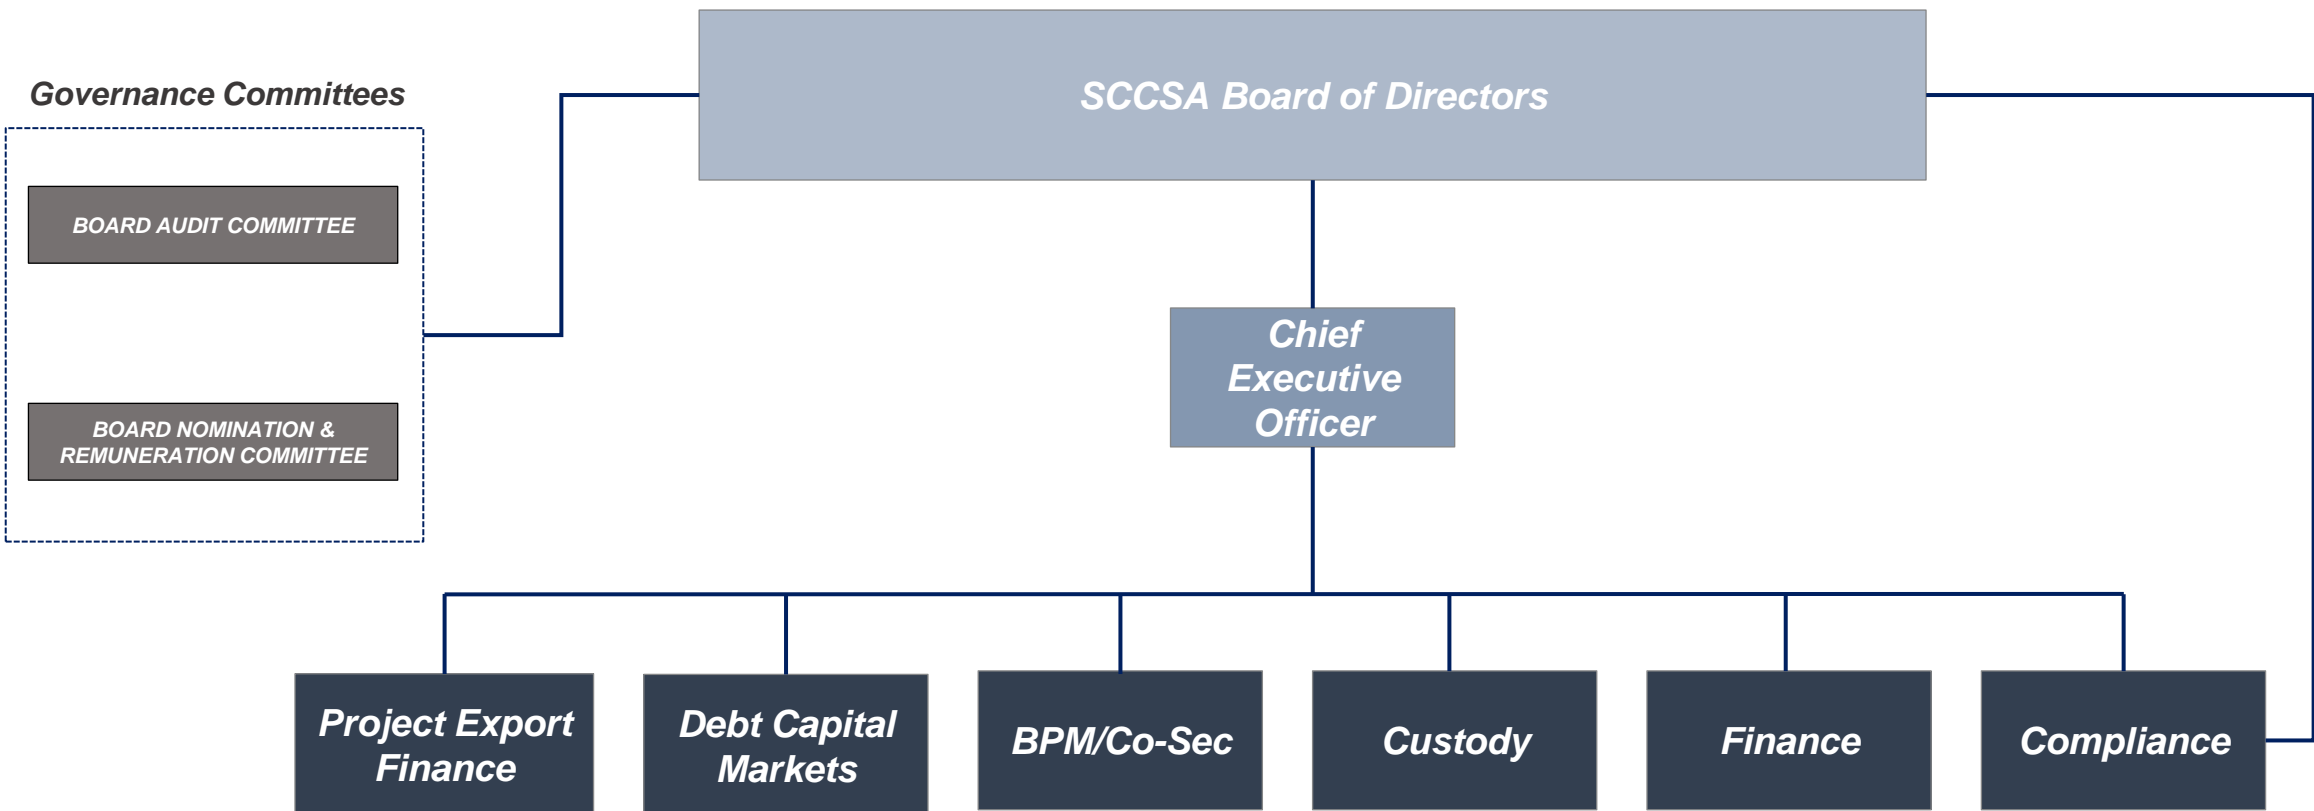 SCCSA Board of Directors
Governance Committees
BOARD AUDIT COMMITTEE
BOARD NOMINATION &
REMUNERATION COMMITTEE
Chief
Executive
Officer
Project Export
Finance
Debt Capital
Markets
BPM/Co-Sec
Custody
Finance
Compliance